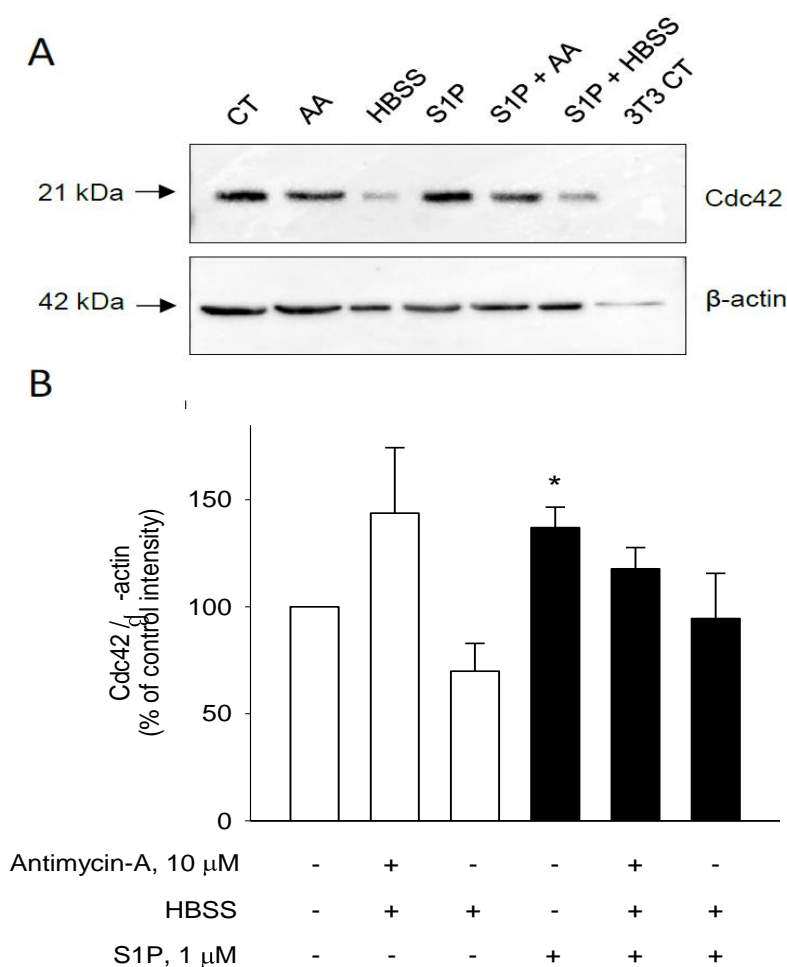 A
CT AA HBSS S1P S1P + AA S1P + HBSS 3T3 CT
21 kDa Cdc42
42 kDa β-actin
B
*
150
100
50
0
Cdc42 / β-actin
(% of control intensity)
Antimycin-A, 10 μM - + - - + -
HBSS - + + - + +
S1P, 1 μM - - - + + +